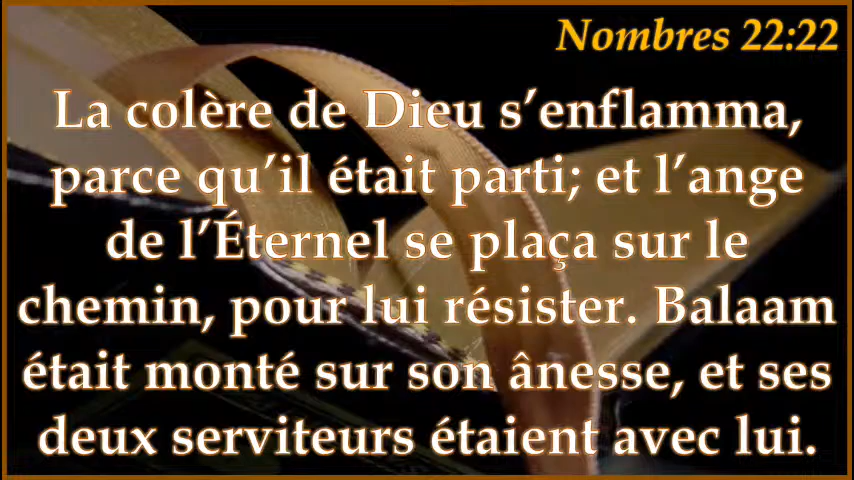 Nombres 22:22
La colère de Dieu s’enflamma,
parce qu’il était parti; et l’ange
de l’Éternel se plaça sur le
chemin, pour lui résister. Balaam
était monté sur son ânesse, et ses
deux serviteurs étaient avec lui.